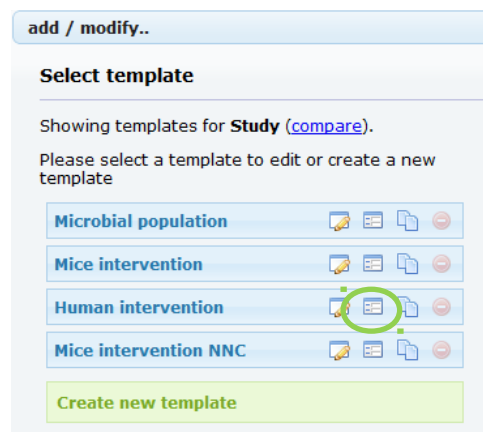 add / modify..
Select template
Showing templates for Study (compare).
Please select a template to edit or create a new
template
Microbial population
Mice intervention
Human intervention
Mice intervention NNC
Create new template